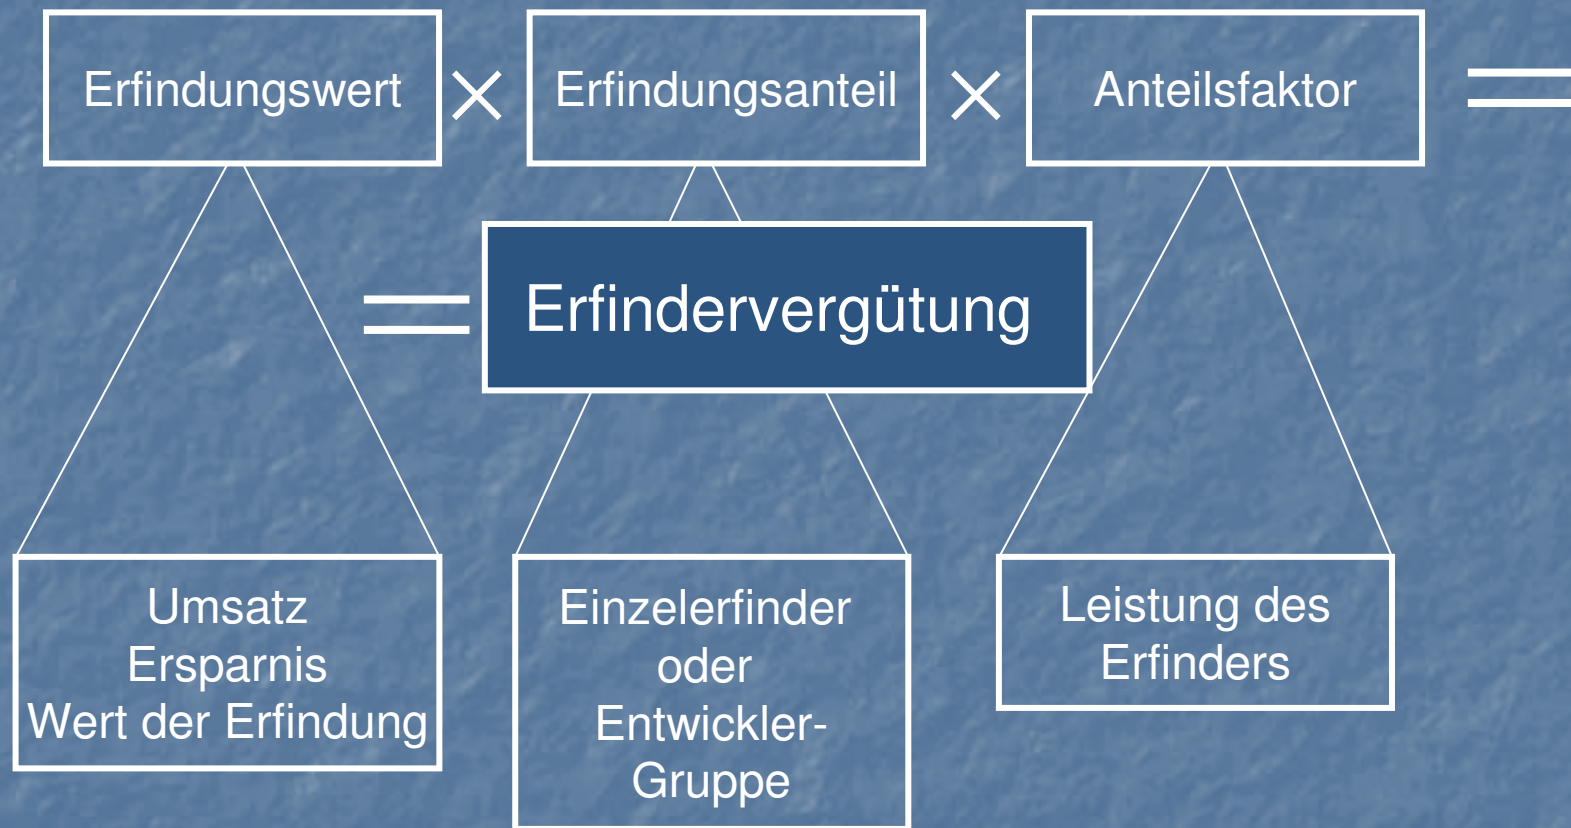 Erfindungswert × Erfindungsanteil × Anteilsfaktor =
= Erfindervergütung
Umsatz
Ersparnis
Wert der Erfindung
Einzelerfinder
oder
Entwickler-
Gruppe
Leistung des
Erfinders